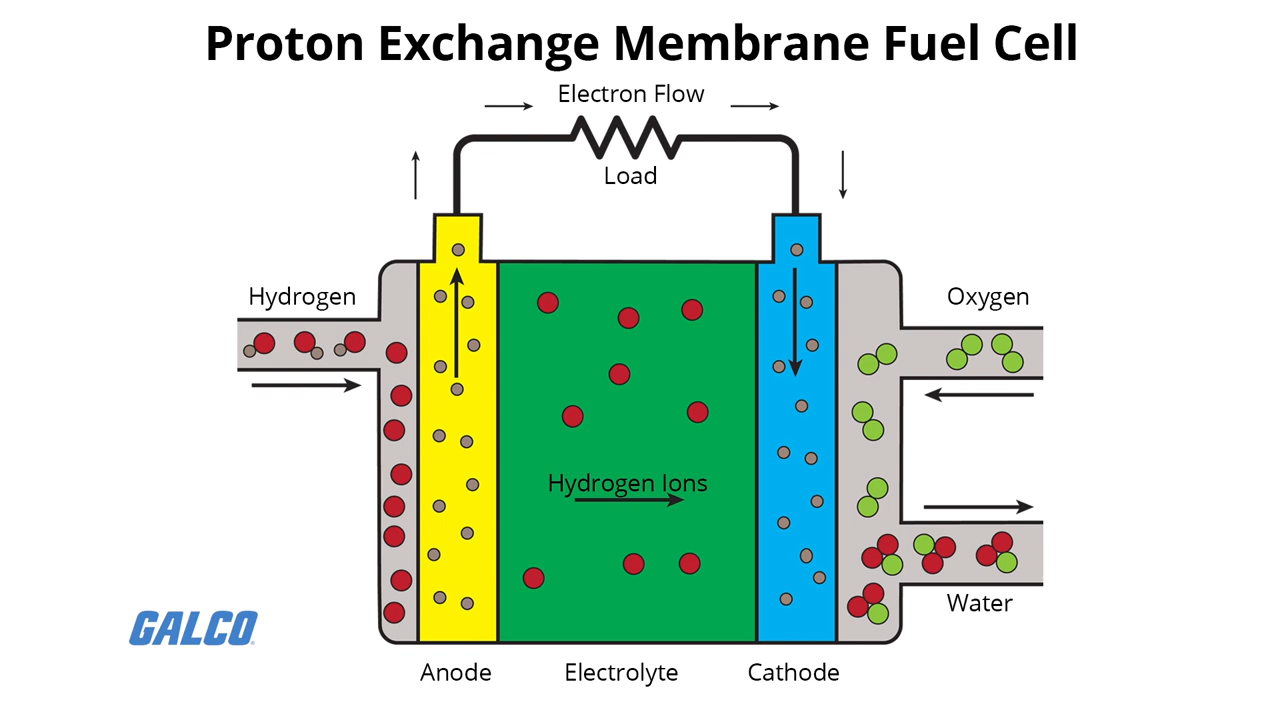 Proton Exchange Membrane Fuel Cell
Electron Flow
Load
Hydrogen
Oxygen
Hydrogen Ions
Water
GALCO
Anode
Electrolyte
Cathode